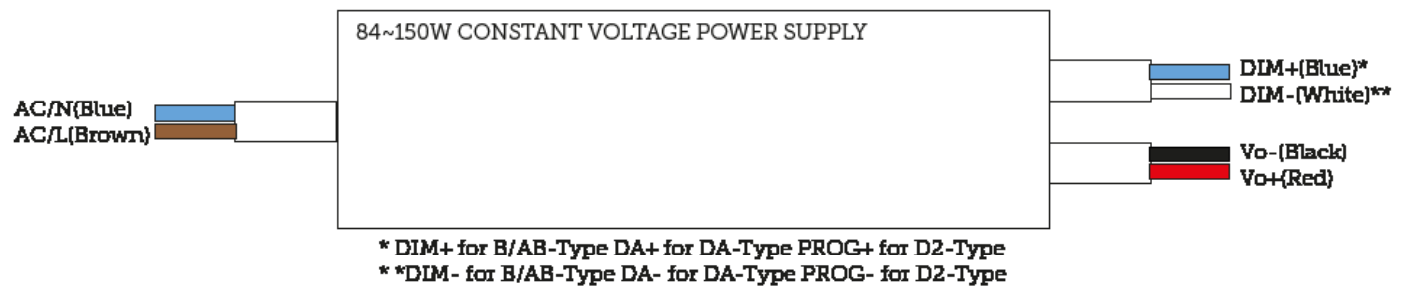 84~150W CONSTANT VOLTAGE POWER SUPPLY
AC/N(Blue)
AC/L(Brown)
DIM+(Blue)*
DIM-(White)**
Vo-(Black)
Vo+(Red)
* DIM+ for B/AB-Type DA+ for DA-Type PROG+ for D2-Type
* *DIM- for B/AB-Type DA- for DA-Type PROG- for D2-Type